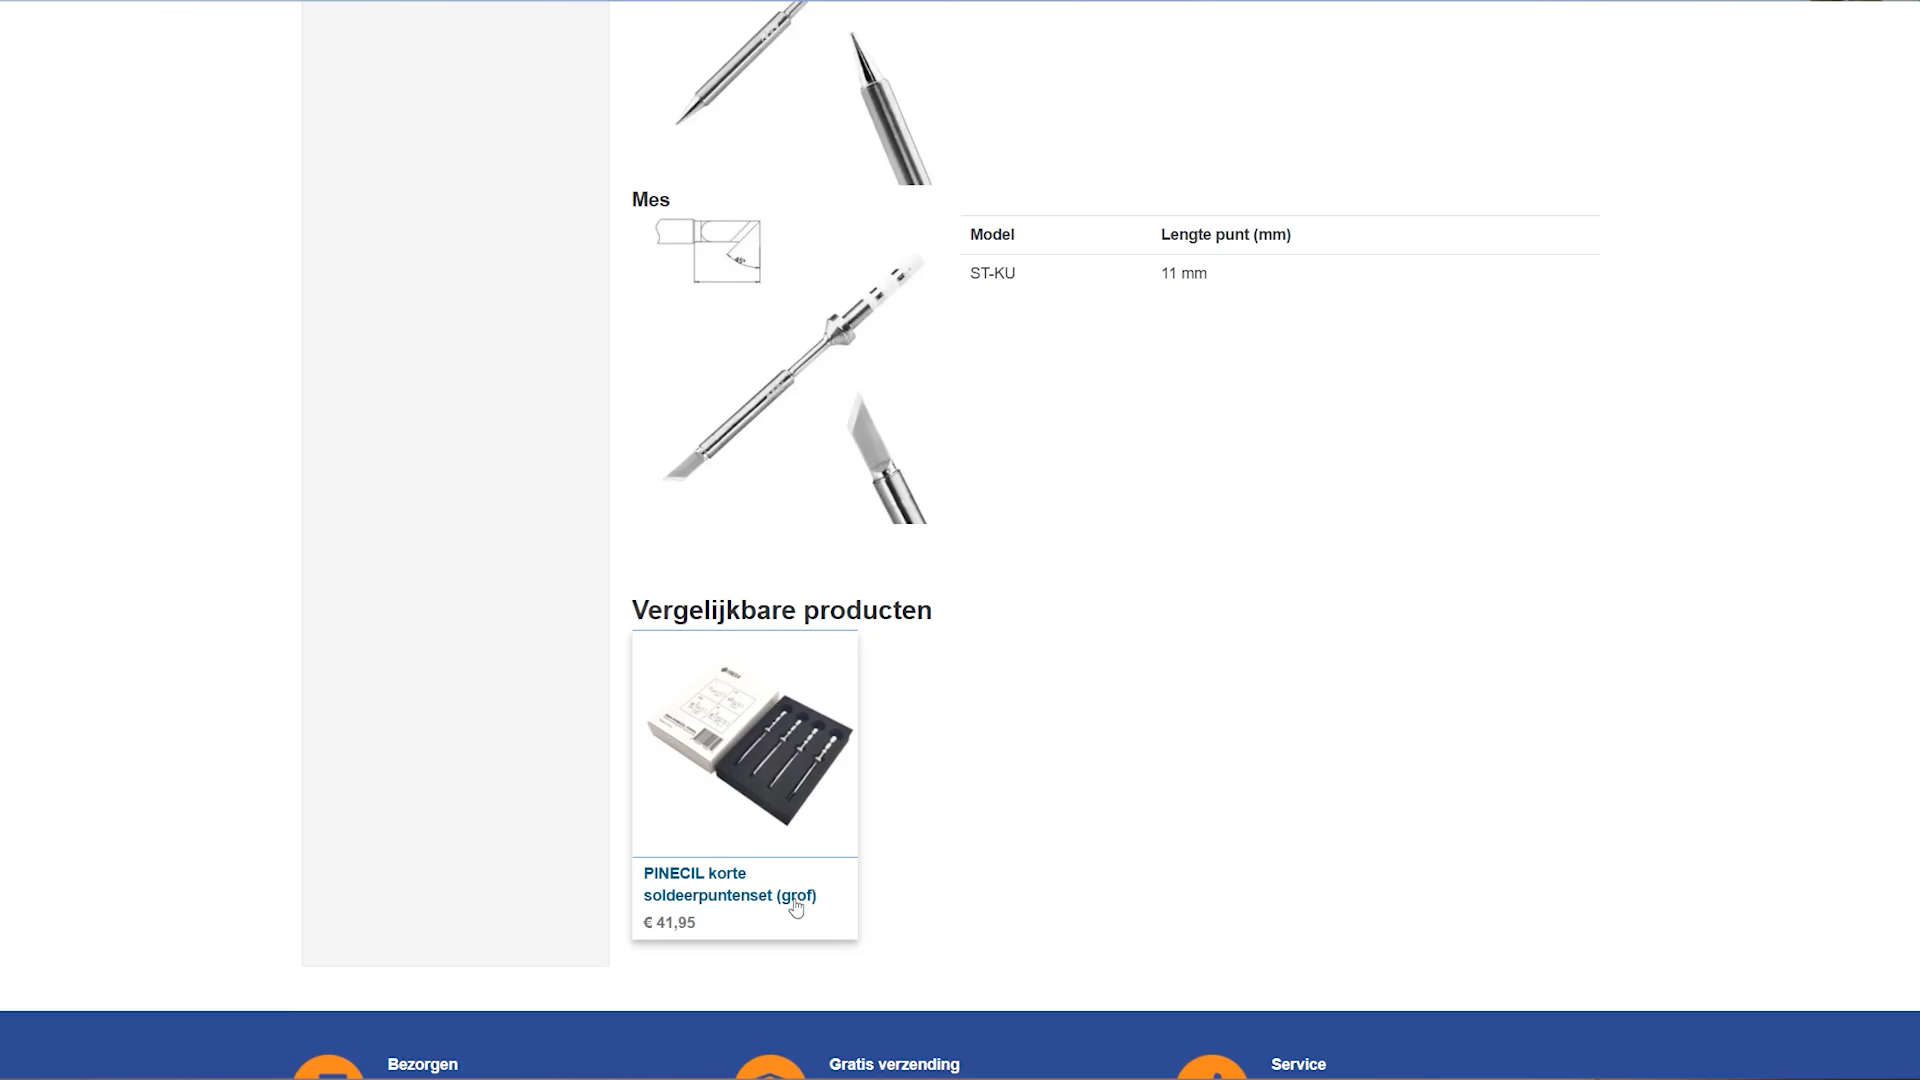 Mes
45°
Model Lengte punt (mm)
ST-KU 11 mm
Vergelijkbare producten
PINECIL korte
soldeerpuntenset (grof)
€ 41,95
Bezorgen Gratis verzending Service